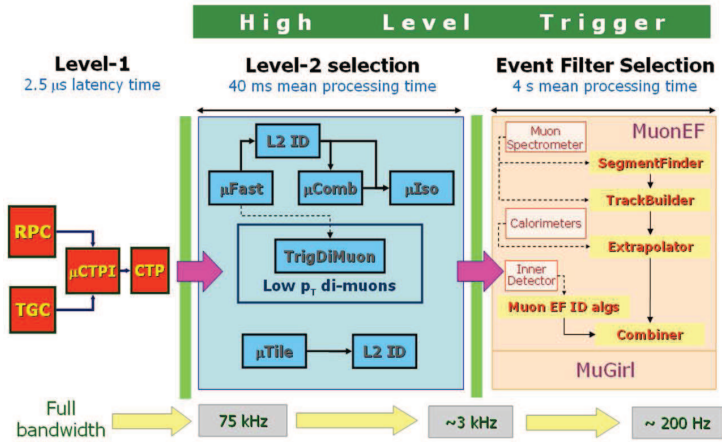 High Level Trigger
Level-1
2.5 μs latency time
Level-2 selection
40 ms mean processing time
Event Filter Selection
4 s mean processing time
RPC
TGC
μCTPI
CTP
L2 ID
μFast
μComb
μIso
TrigDiMuon
Low pT di-muons
μTile
L2 ID
Muon
Spectrometer
MuonEF
SegmentFinder
TrackBuilder
Calorimeters
Extrapolator
Inner
Detector
Muon EF ID algs
Combiner
MuGirl
Full
bandwidth
75 kHz
~3 kHz
~ 200 Hz